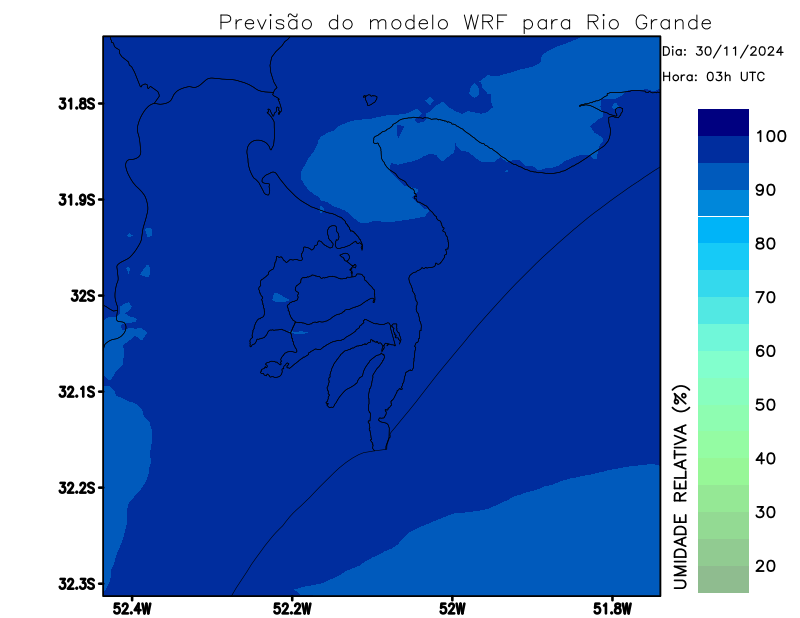 Previsão do modelo WRF para Rio Grande
Dia: 30/11/2024
Hora: 03h UTC
31.8S
31.9S
32S
32.1S
32.2S
32.3S
52.4W
52.2W
52W
51.8W
UMIDADE RELATIVA (%)
100
90
80
70
60
50
40
30
20